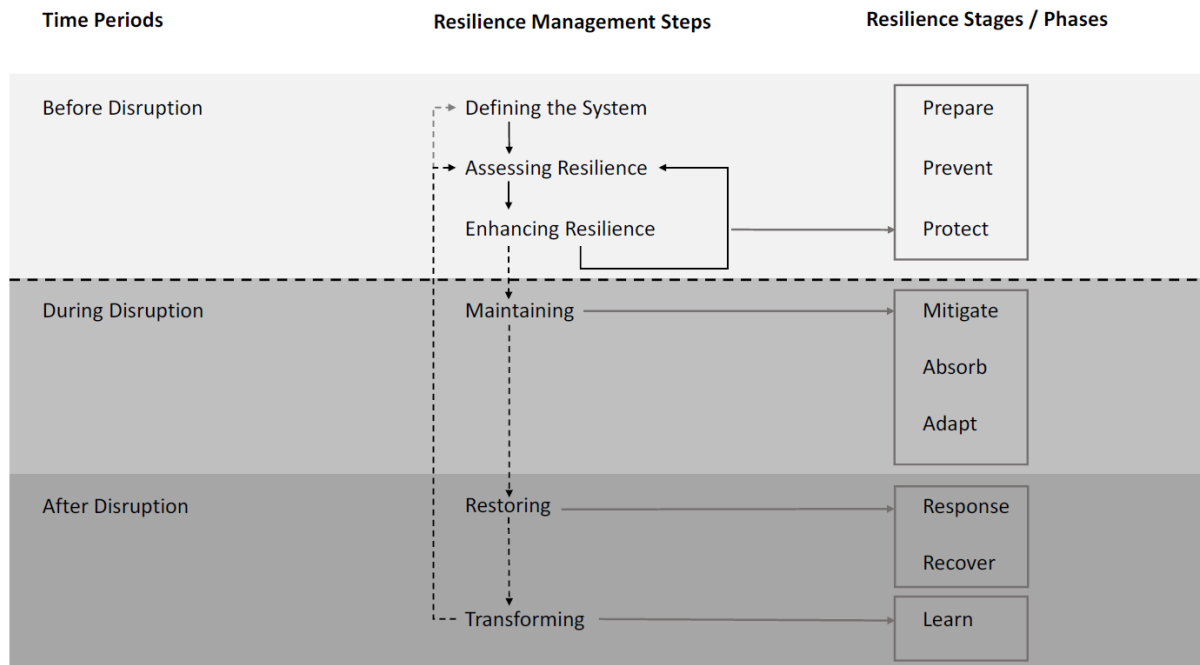 Time Periods
Resilience Management Steps
Resilience Stages / Phases
Before Disruption
Defining the System
Prepare
Assessing Resilience
Prevent
Enhancing Resilience
Protect
During Disruption
Maintaining
Mitigate
Absorb
Adapt
After Disruption
Restoring
Response
Recover
Transforming
Learn